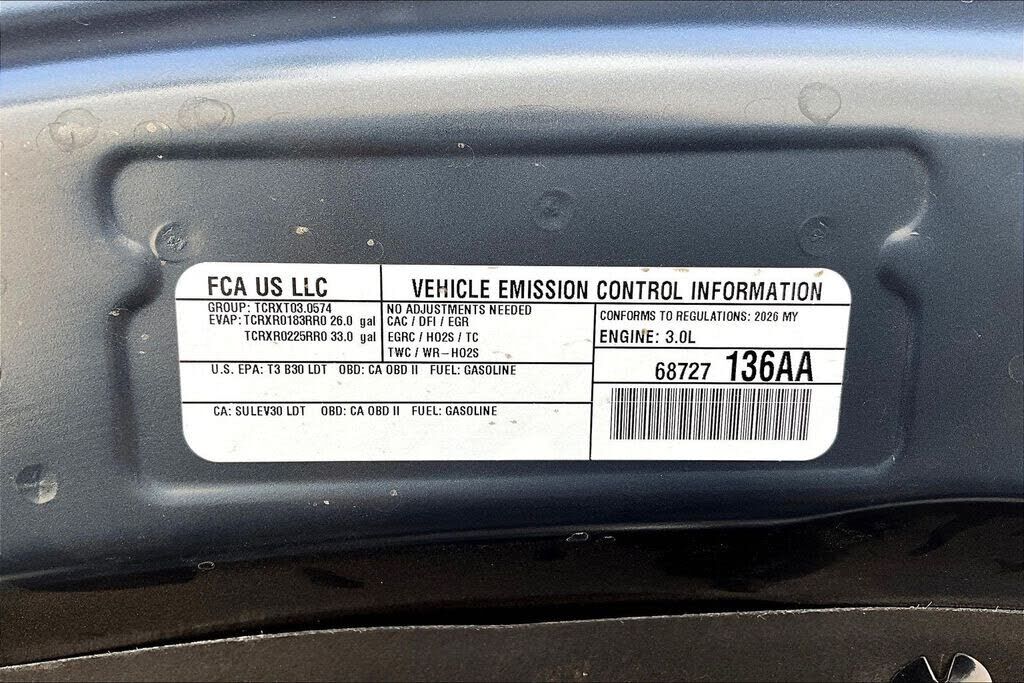 FCA US LLC
VEHICLE EMISSION CONTROL INFORMATION
GROUP: TCRXT03.0574
EVAP: TCRXR0183RR0 26.0 gal
TCRXR0225RR0 33.0 gal
NO ADJUSTMENTS NEEDED
CAC / DFI / EGR
EGRC / HO2S / TC
TWC / WR-HO2S
CONFORMS TO REGULATIONS: 2026 MY
ENGINE: 3.0L
U.S. EPA: T3 B30 LDT OBD: CA OBD II FUEL: GASOLINE
68727 136AA
CA: SULEV30 LDT OBD: CA OBD II FUEL: GASOLINE